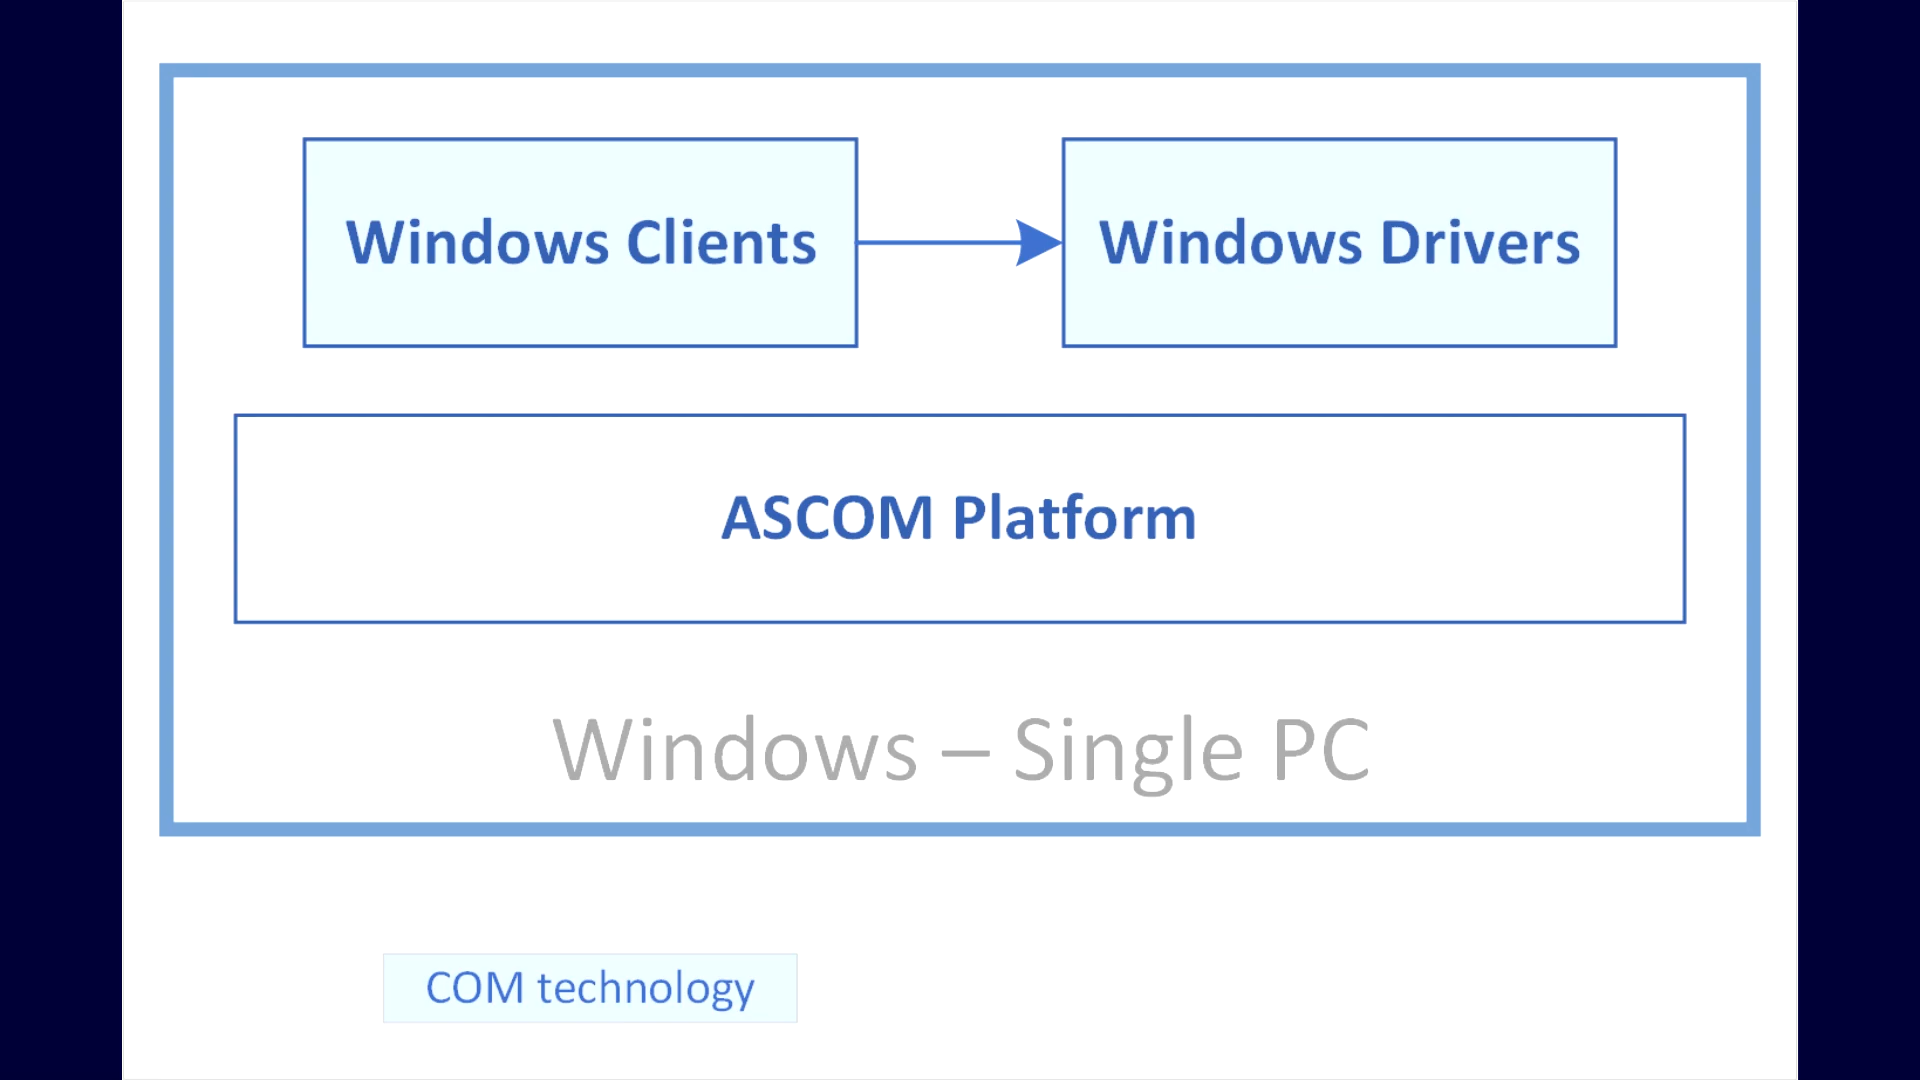 Windows Clients
Windows Drivers
ASCOM Platform
Windows – Single PC
COM technology